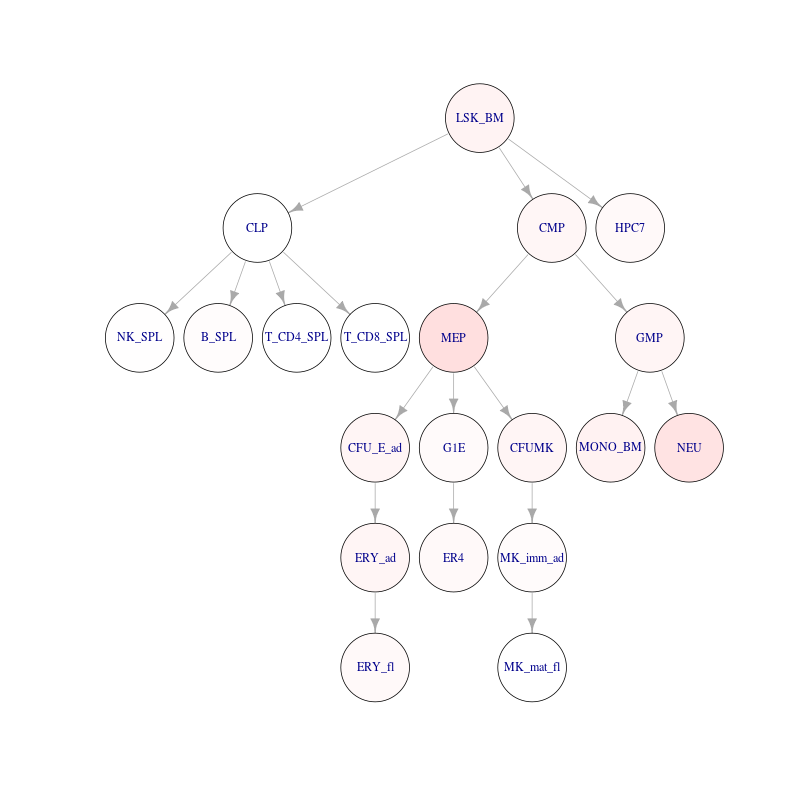 LSK_BM
CLP
CMP
HPC7
NK_SPL
B_SPL
T_CD4_SPL
T_CD8_SPL
MEP
GMP
CFU_E_ad
G1E
CFUMK
MONO_BM
NEU
ERY_ad
ER4
MK_imm_ad
ERY_fl
MK_mat_fl